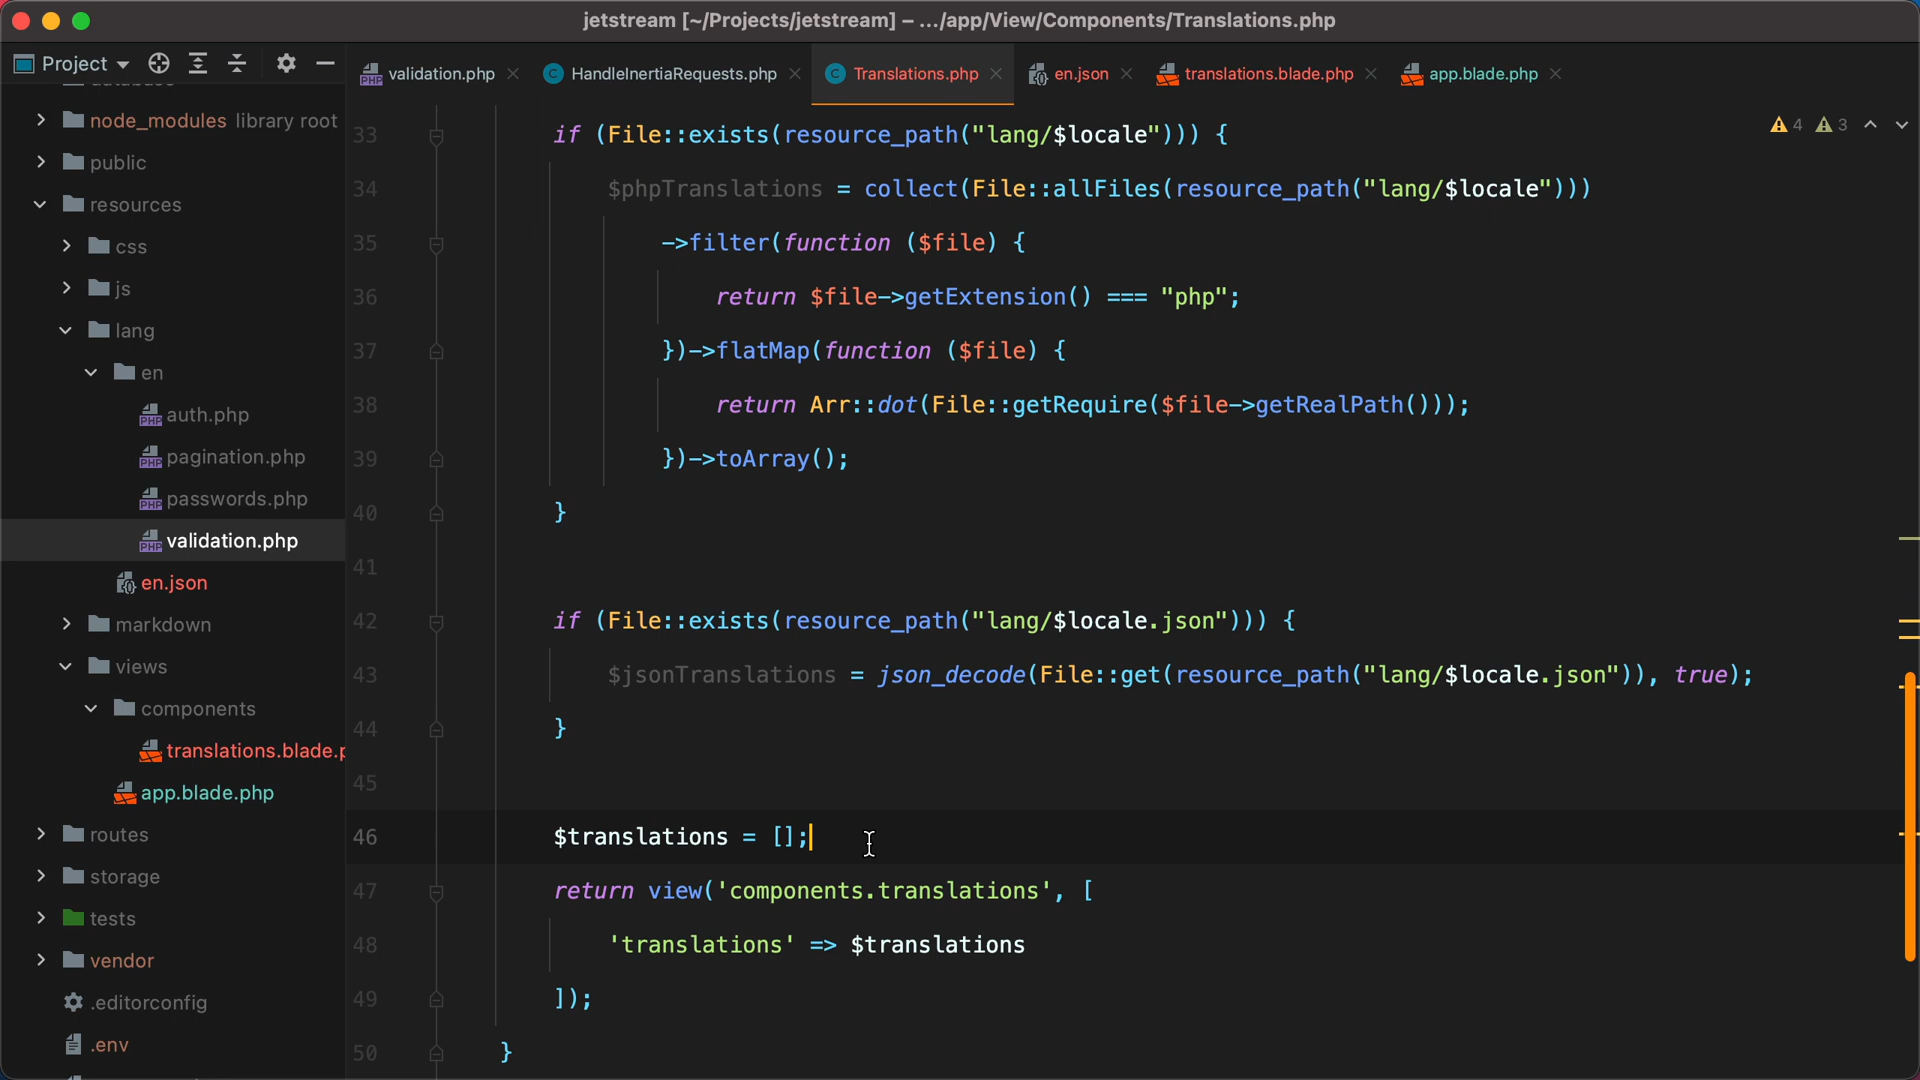 jetstream [~/Projects/jetstream] – .../app/View/Components/Translations.php
Project
validation.php
HandleInertiaRequests.php
Translations.php
en.json
translations.blade.php
app.blade.php
node_modules library root
public
resources
css
js
lang
en
auth.php
pagination.php
passwords.php
validation.php
en.json
markdown
views
components
translations.blade.p
app.blade.php
routes
storage
tests
vendor
.editorconfig
.env
4 3
33 if (File::exists(resource_path("lang/$locale"))) {
34 $phpTranslations = collect(File::allFiles(resource_path("lang/$locale")))
35 ->filter(function ($file) {
36 return $file->getExtension() === "php";
37 })->flatMap(function ($file) {
38 return Arr::dot(File::getRequire($file->getRealPath()));
39 })->toArray();
40 }
41
42 if (File::exists(resource_path("lang/$locale.json"))) {
43 $jsonTranslations = json_decode(File::get(resource_path("lang/$locale.json")), true);
44 }
45
46 $translations = [];
47 return view('components.translations', [
48 'translations' => $translations
49 ]);
50 }